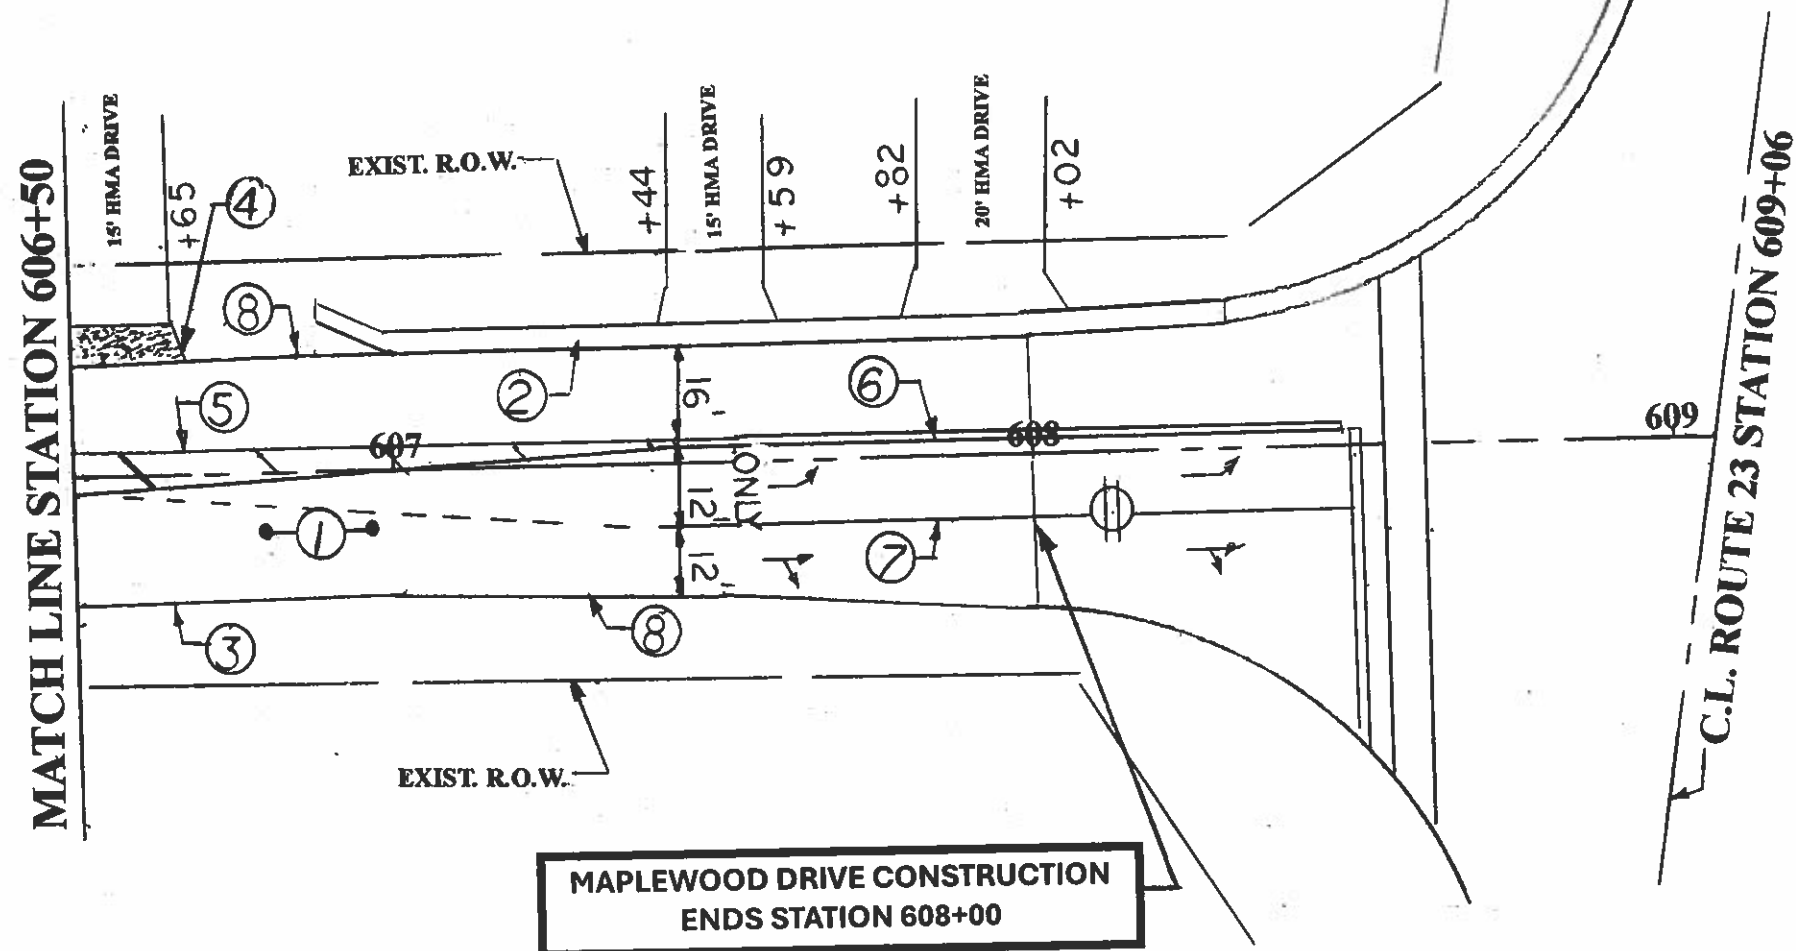 MATCH LINE STATION 606+50
15' HMA DRIVE
+65
4
EXIST. R.O.W.
+44
15' HMA DRIVE
+59
+82
20' HMA DRIVE
+02
8
2
16'
6
5
607
608
609
ONLY
12'
1
12'
7
11
3
8
EXIST. R.O.W.
C.L. ROUTE 23 STATION 609+06
MAPLEWOOD DRIVE CONSTRUCTION
ENDS STATION 608+00